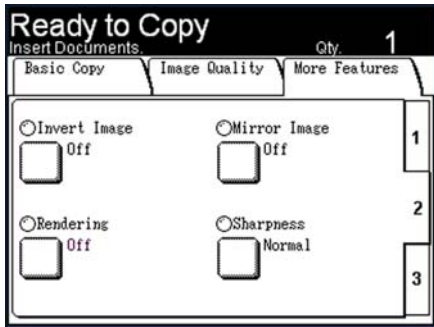 Ready to Copy
Insert Documents. Qty. 1
Basic Copy Image Quality More Features
Invert Image Mirror Image
Off Off
1
2
Rendering Sharpness
Off Normal
3